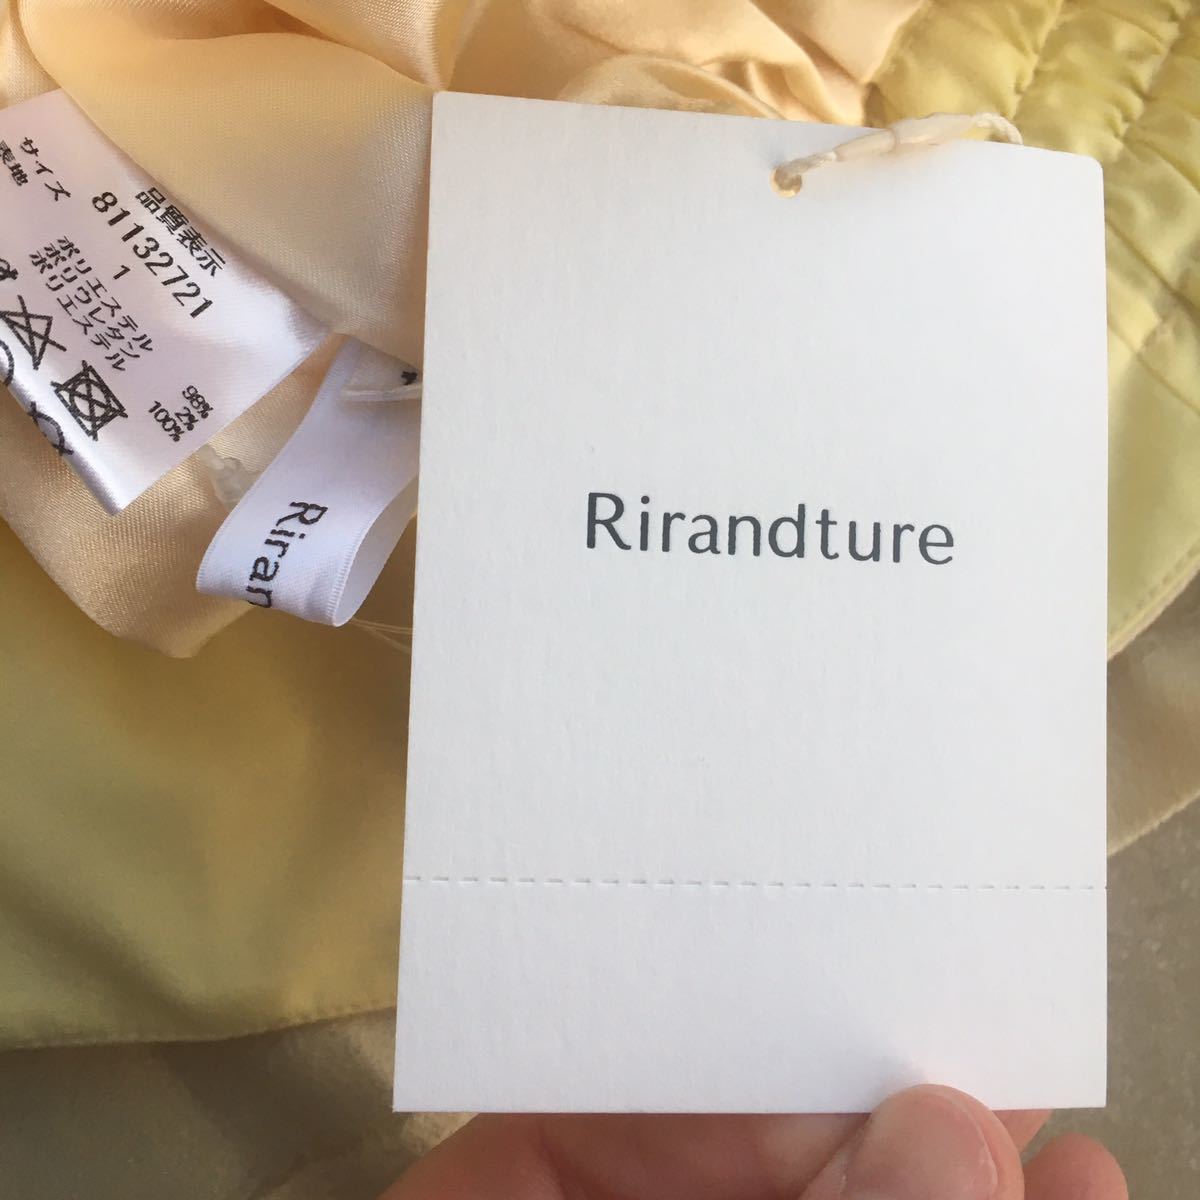 品質表示
81132721
サイズ 1
表地 ポリエステル 98%
ポリウレタン 2%
ポリエステル 100%
Riran
Rirandture